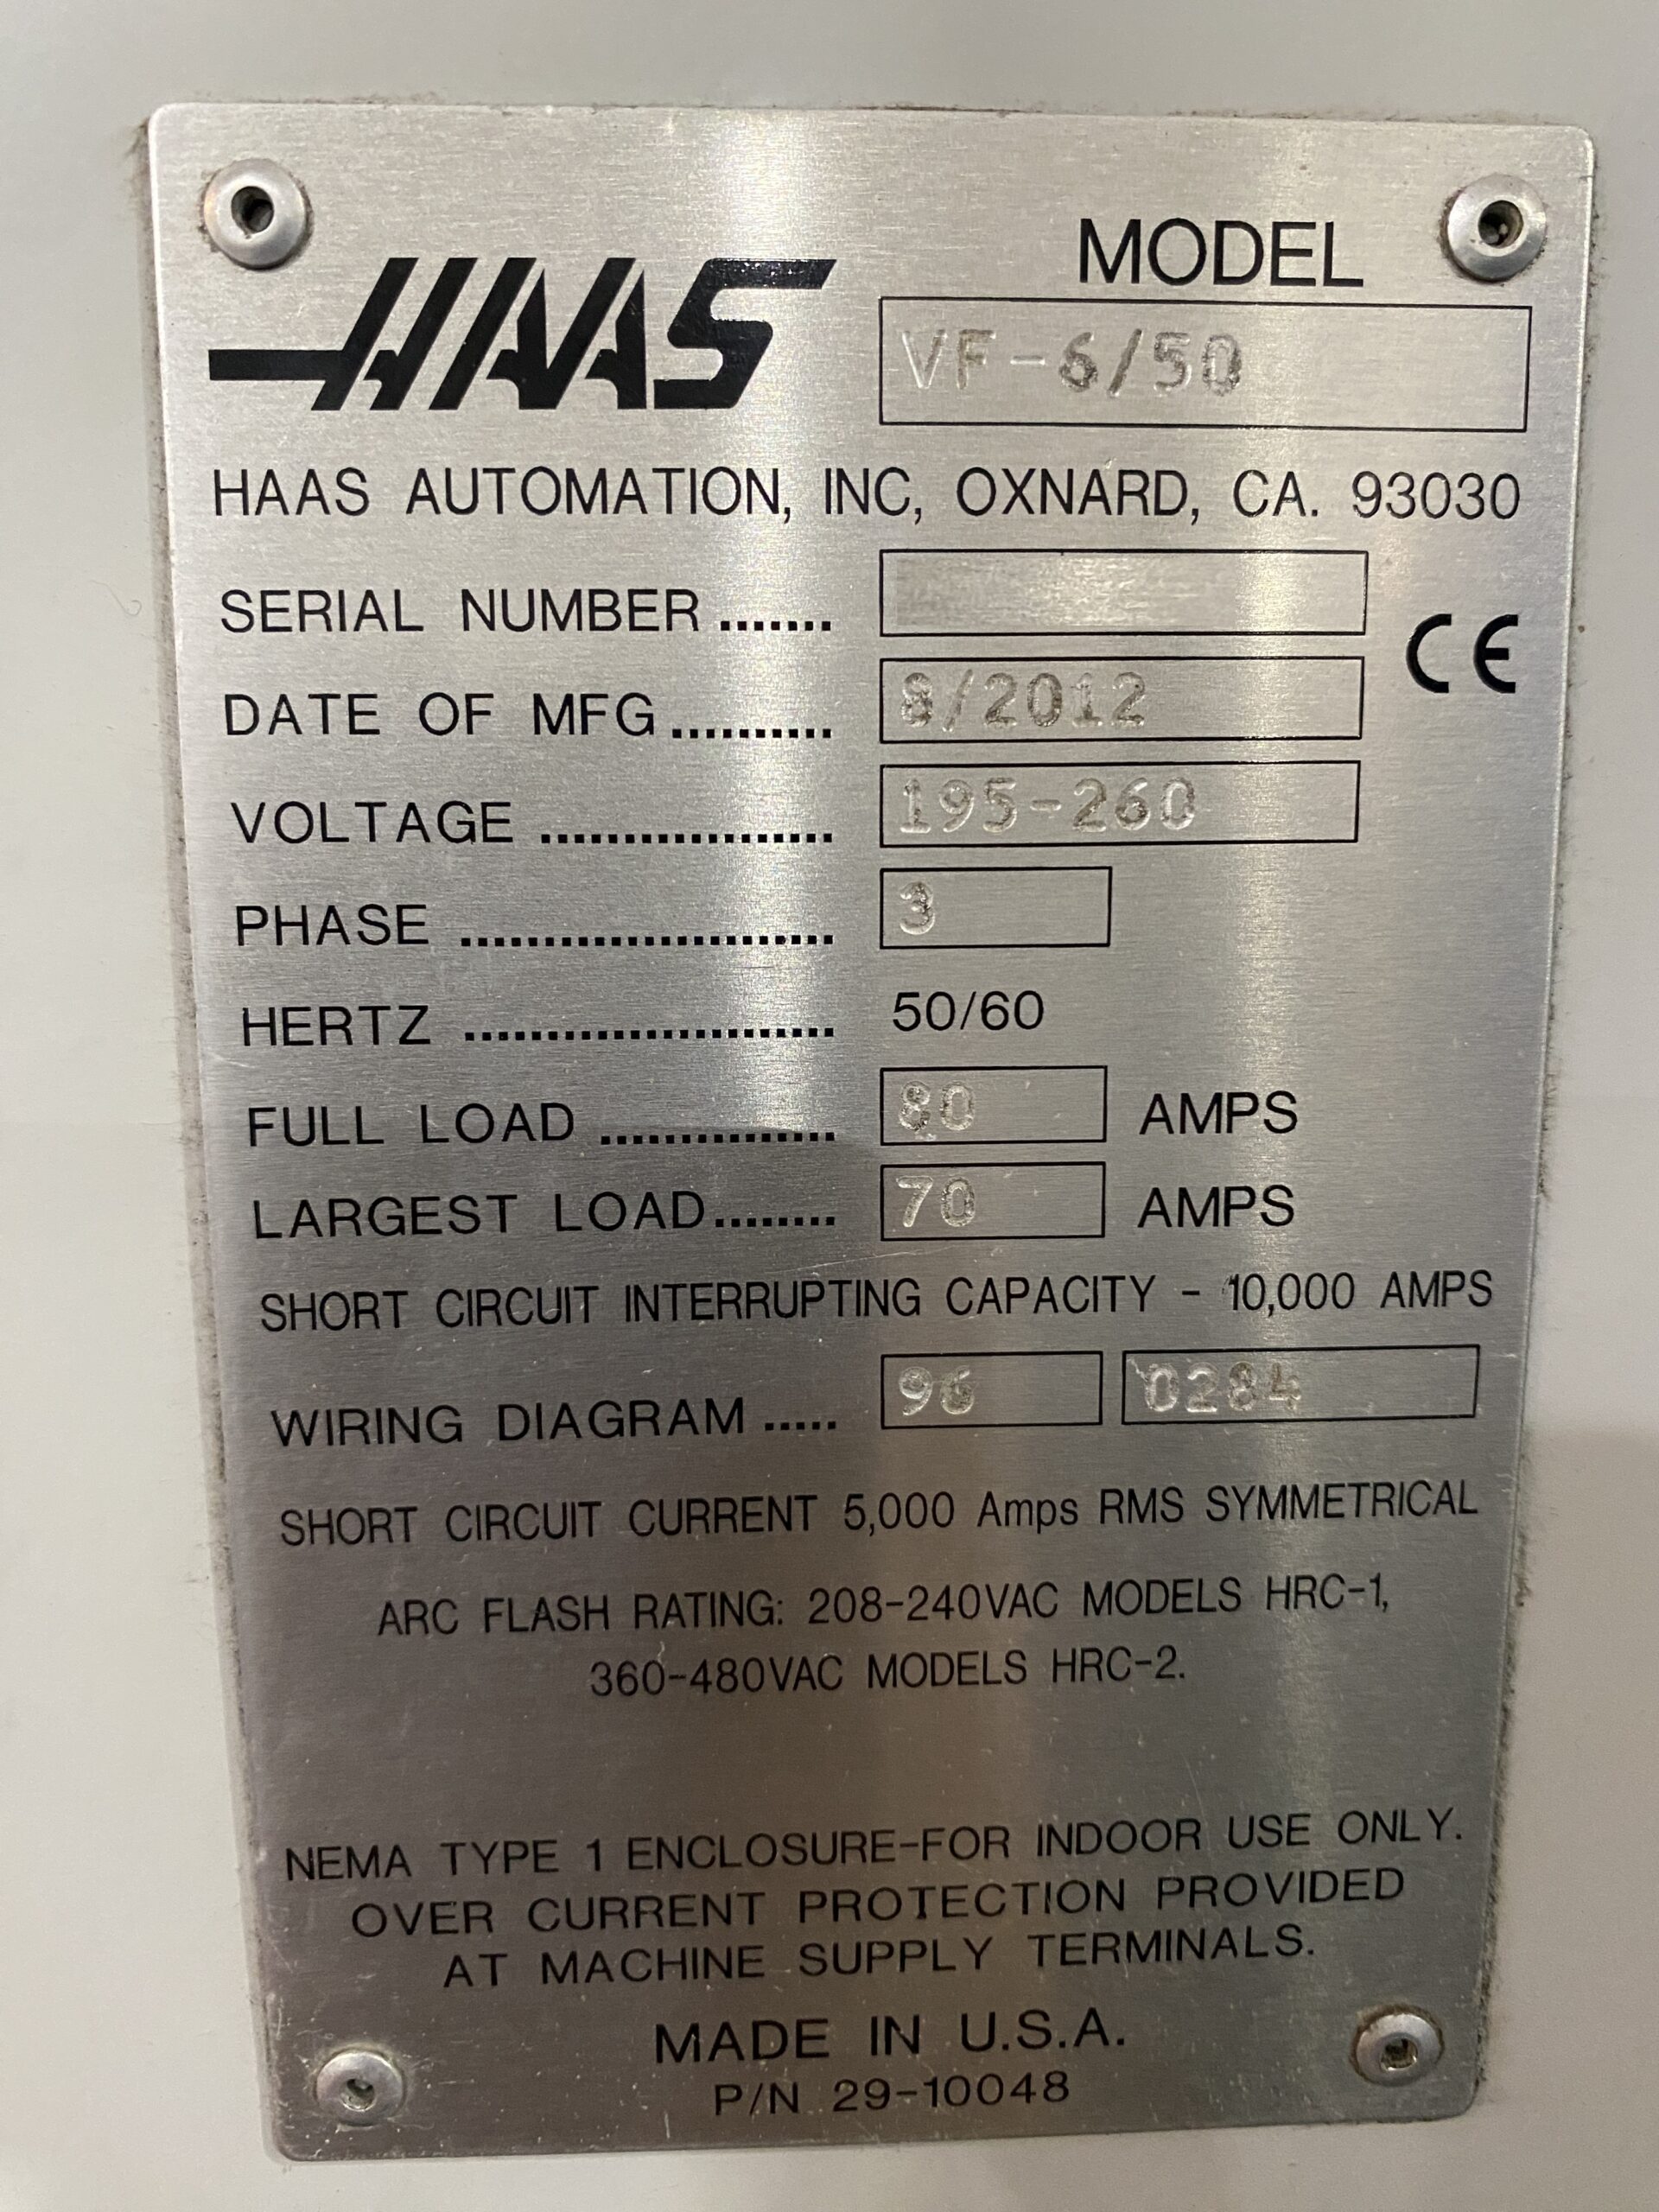 HAAS
MODEL
VF-6/50
HAAS AUTOMATION, INC, OXNARD, CA. 93030
SERIAL NUMBER .......
CE
DATE OF MFG .......... 8/2012
VOLTAGE .................. 195-260
PHASE ....................... 3
HERTZ ....................... 50/60
FULL LOAD ............... 80 AMPS
LARGEST LOAD ........ 70 AMPS
SHORT CIRCUIT INTERRUPTING CAPACITY - 10,000 AMPS
WIRING DIAGRAM ..... 96 0284
SHORT CIRCUIT CURRENT 5,000 Amps RMS SYMMETRICAL
ARC FLASH RATING: 208-240VAC MODELS HRC-1,
360-480VAC MODELS HRC-2.
NEMA TYPE 1 ENCLOSURE-FOR INDOOR USE ONLY.
OVER CURRENT PROTECTION PROVIDED
AT MACHINE SUPPLY TERMINALS.
MADE IN U.S.A.
P/N 29-10048